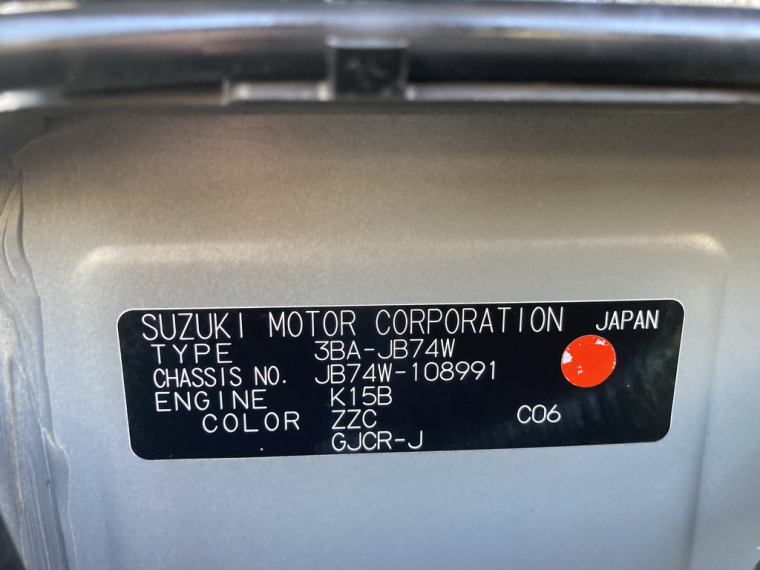 SUZUKI MOTOR CORPORATION JAPAN
TYPE 3BA-JB74W
CHASSIS NO. JB74W-108991
ENGINE K15B
COLOR ZZC C06
GJCR-J